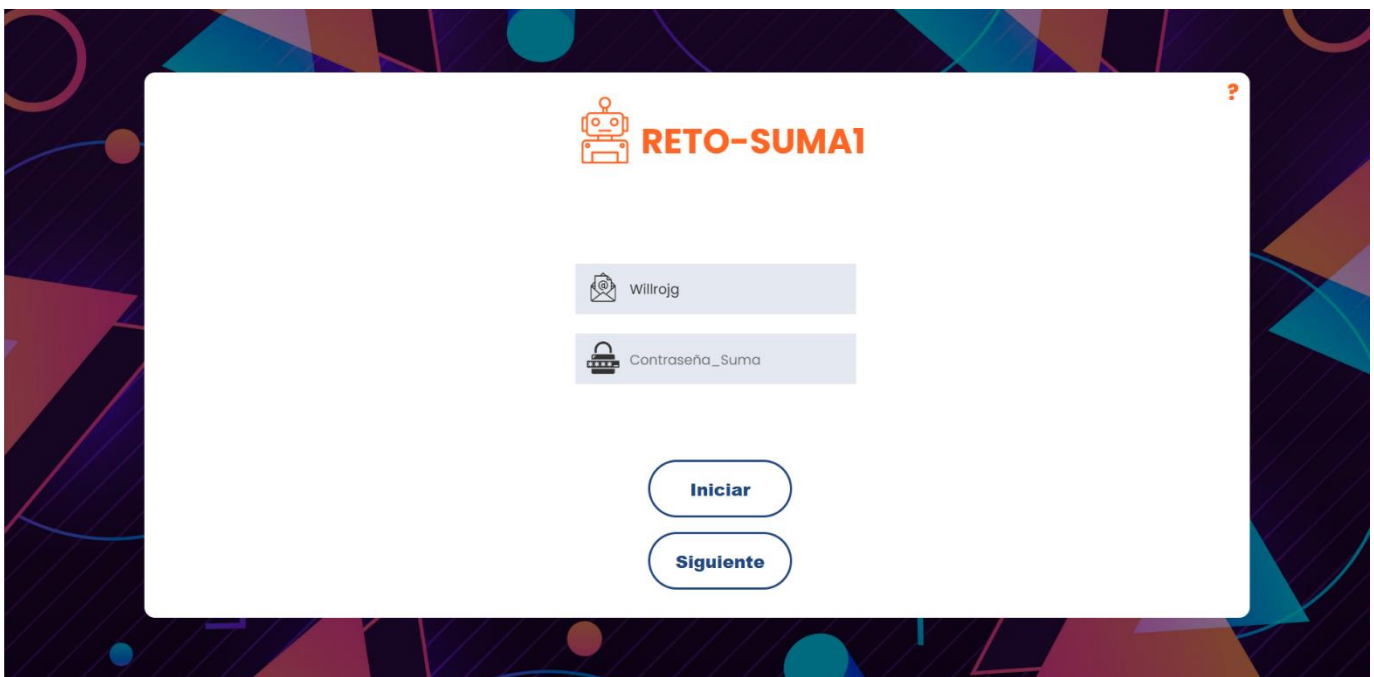 ?
RETO-SUMA1
Willrojg
Contraseña_Suma
Iniciar
Siguiente